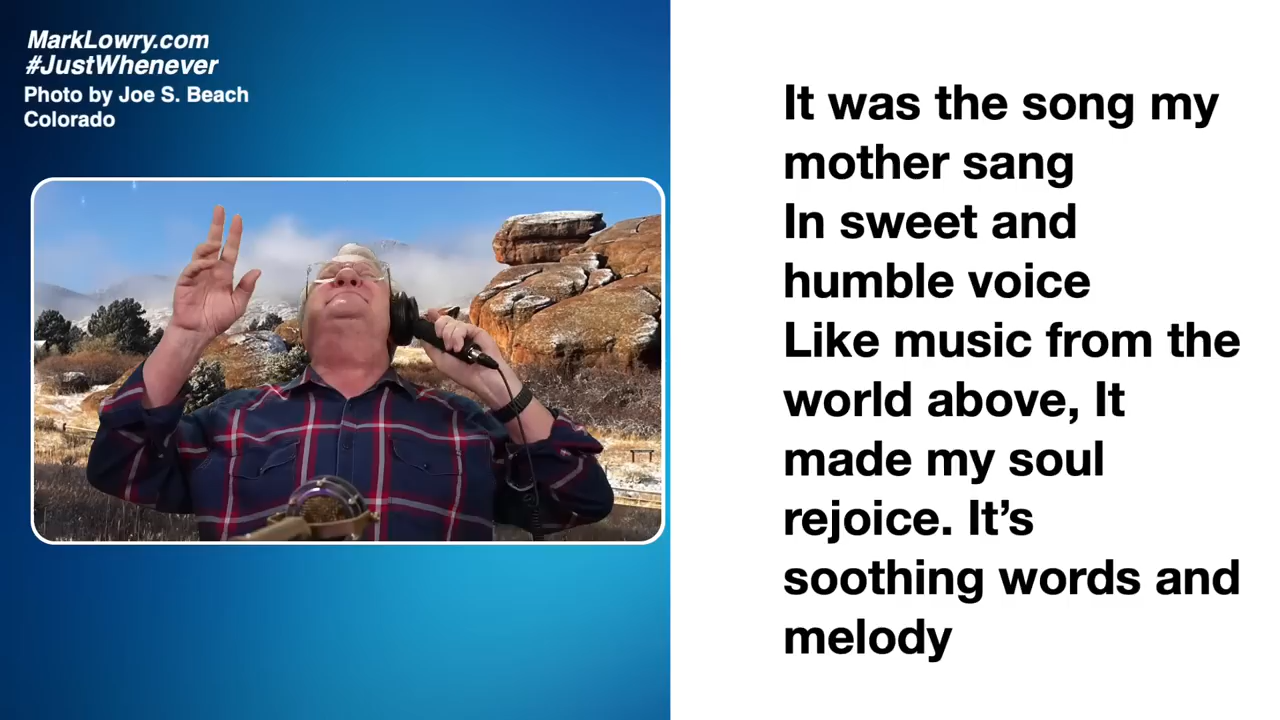 MarkLowry.com
#JustWhenever
Photo by Joe S. Beach
Colorado
It was the song my
mother sang
In sweet and
humble voice
Like music from the
world above, It
made my soul
rejoice. It’s
soothing words and
melody